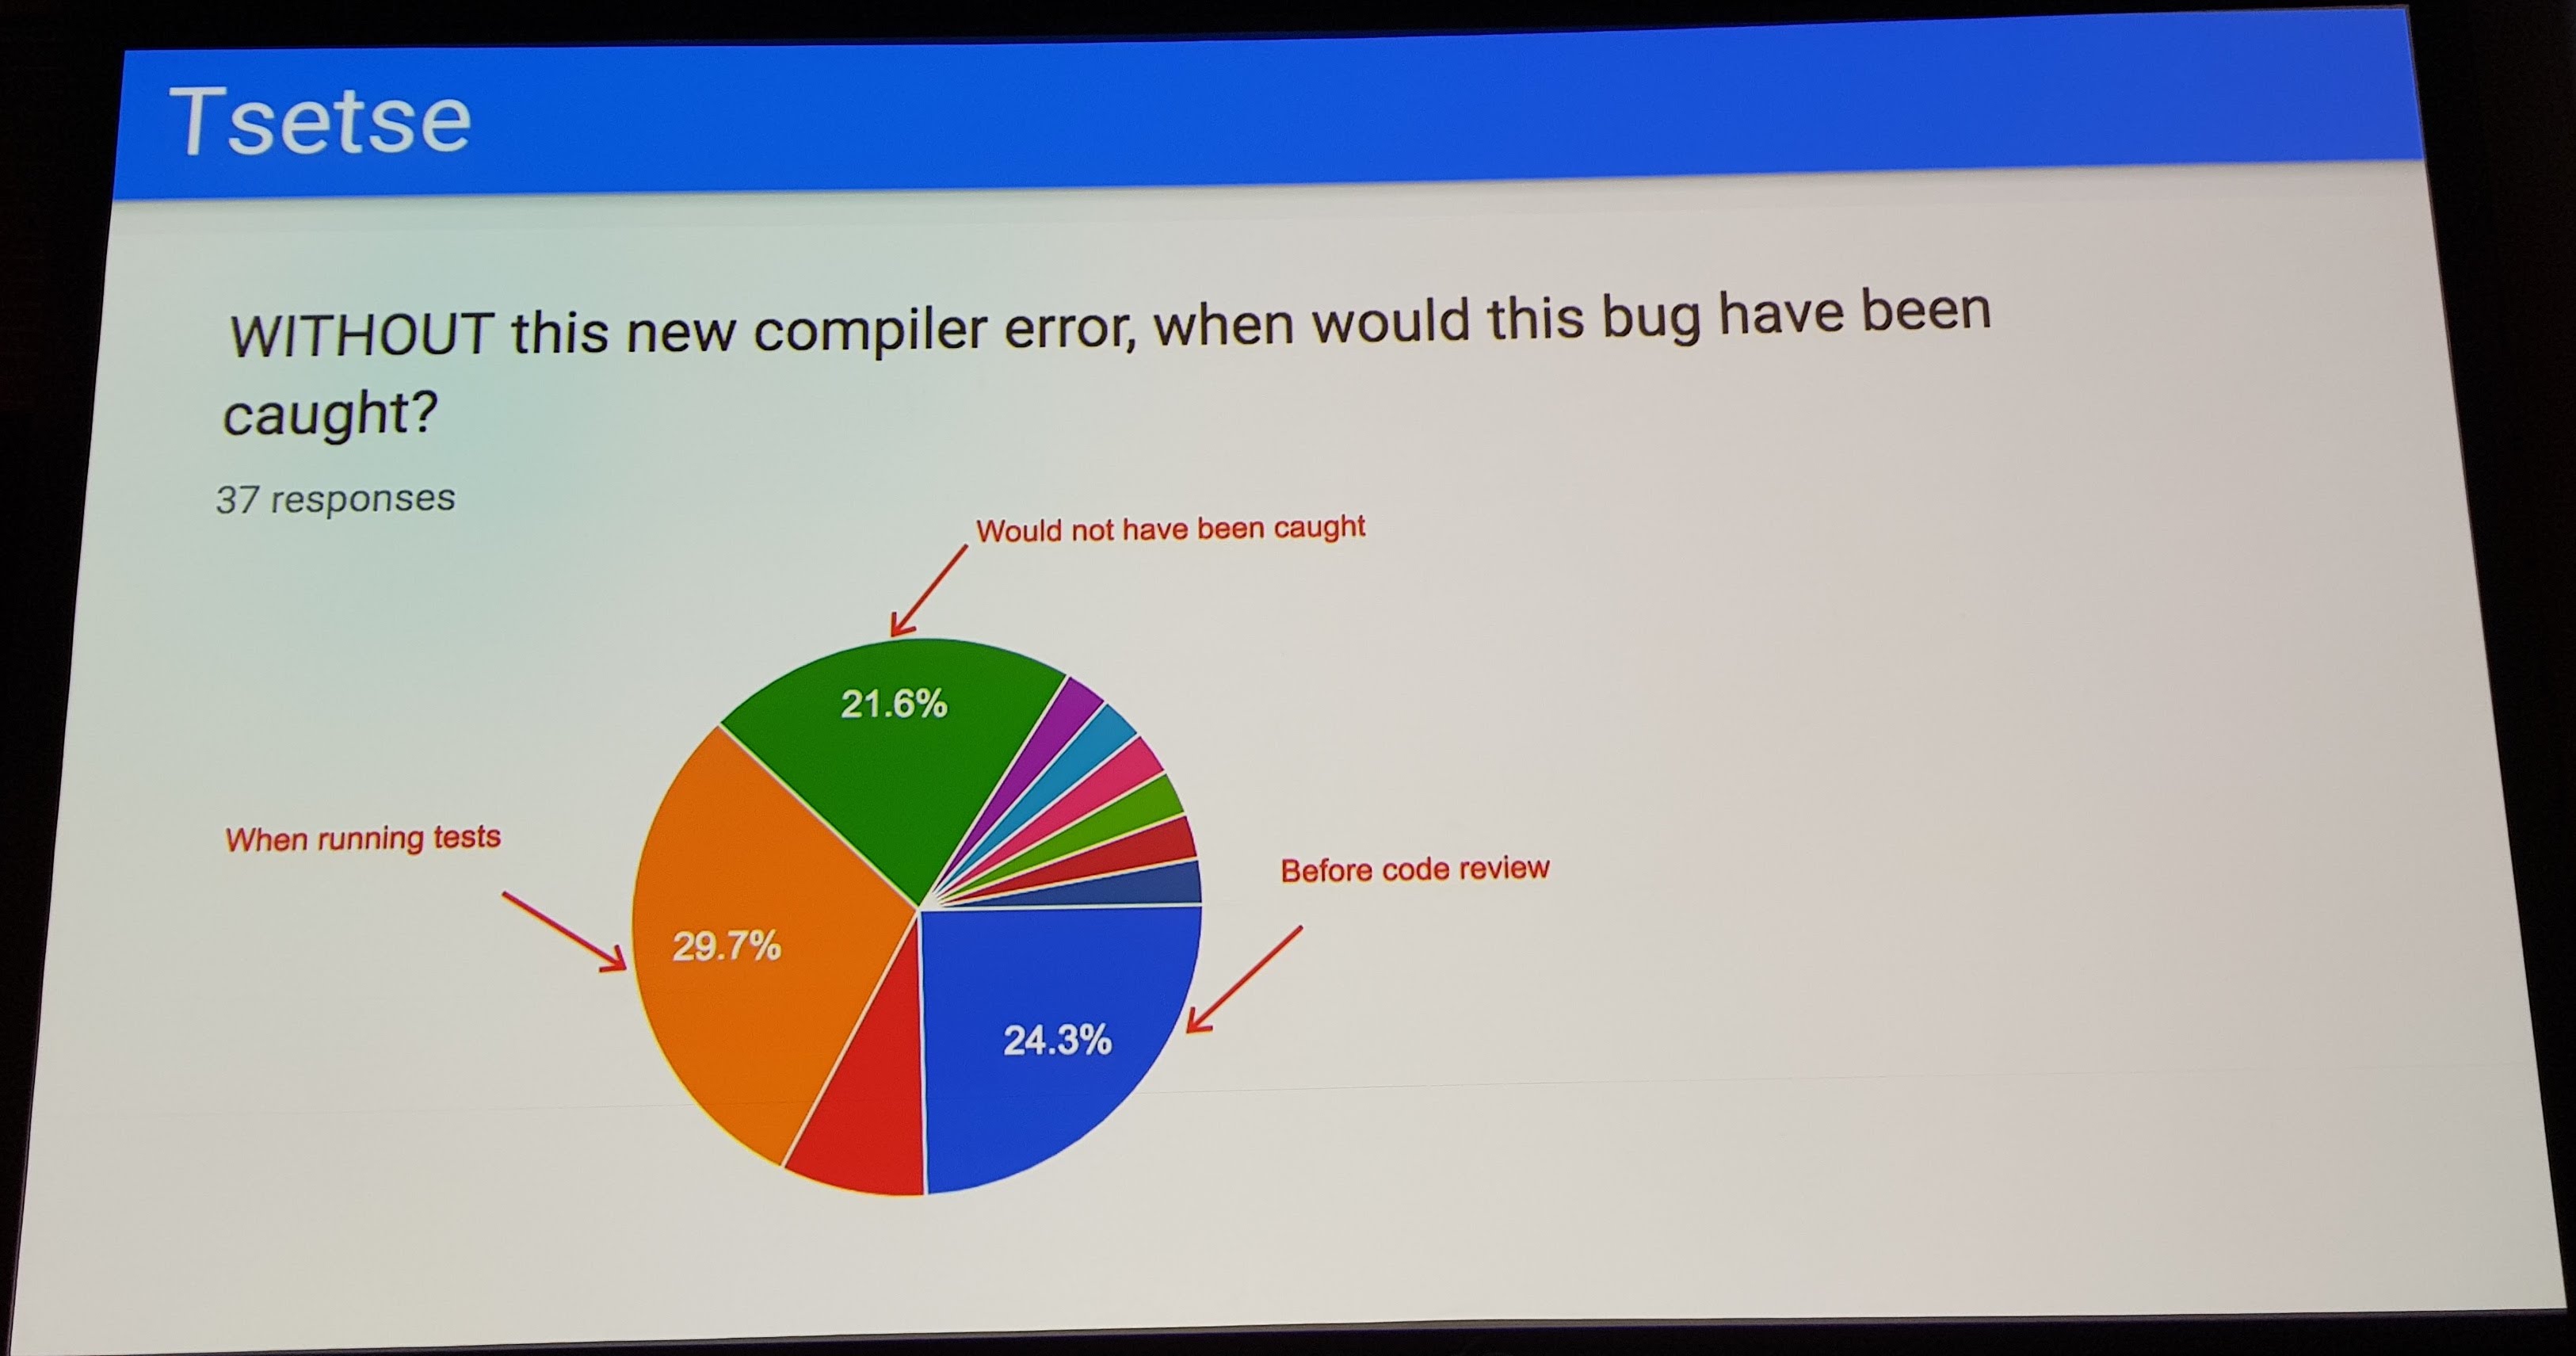 Tsetse
WITHOUT this new compiler error, when would this bug have been
caught?
37 responses
Would not have been caught
21.6%
When running tests
29.7%
Before code review
24.3%